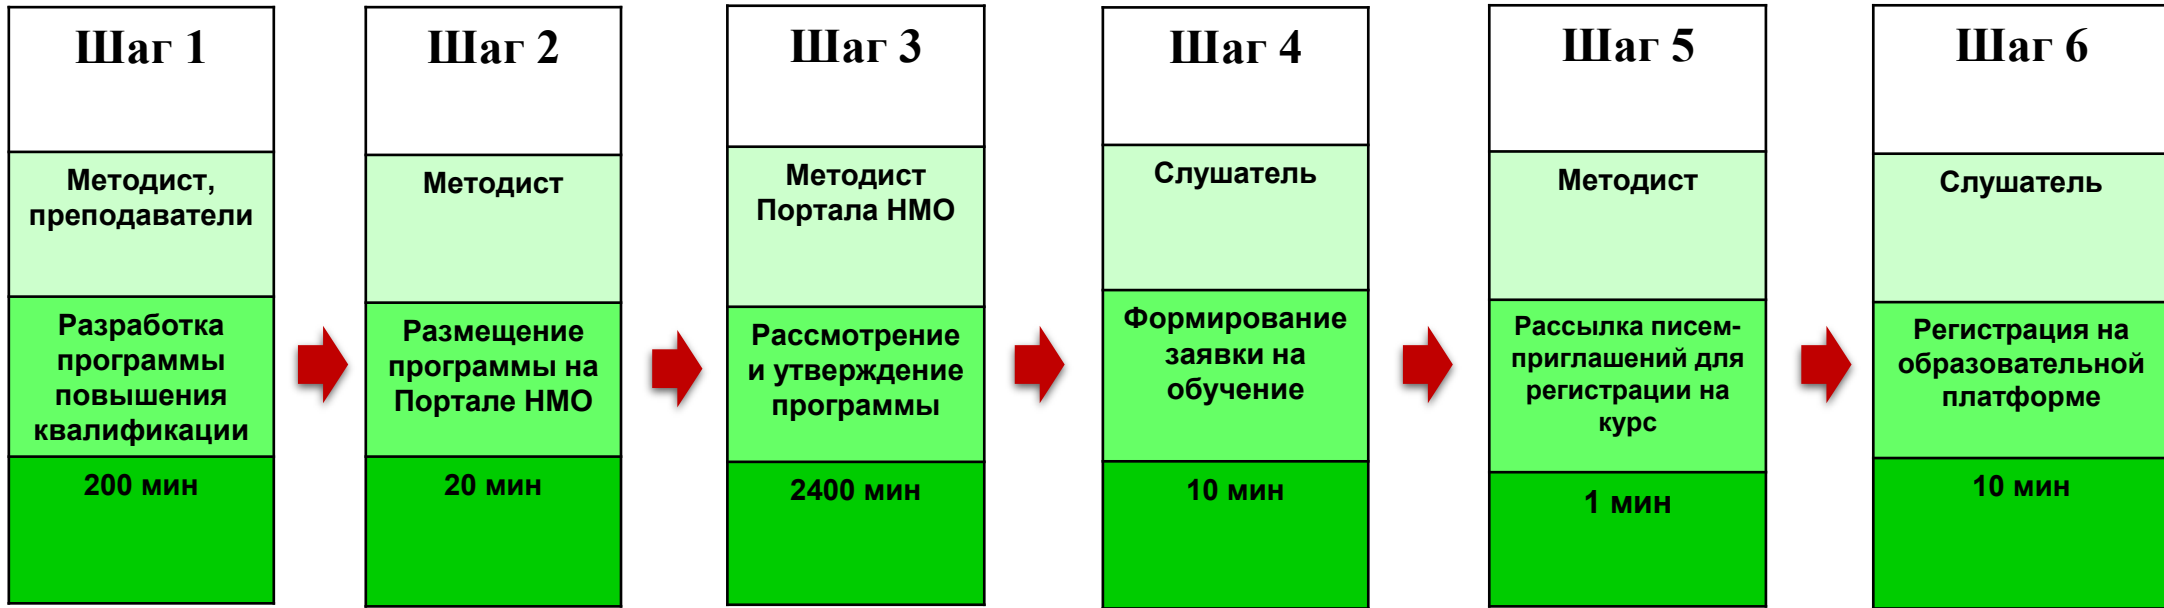 Шаг 1
Методист,
преподаватели
Разработка
программы
повышения
квалификации
200 мин
Шаг 2
Методист
Размещение
программы на
Портале НМО
20 мин
Шаг 3
Методист
Портала НМО
Рассмотрение
и утверждение
программы
2400 мин
Шаг 4
Слушатель
Формирование
заявки на
обучение
10 мин
Шаг 5
Методист
Рассылка писем-
приглашений для
регистрации на
курс
1 мин
Шаг 6
Слушатель
Регистрация на
образовательной
платформе
10 мин